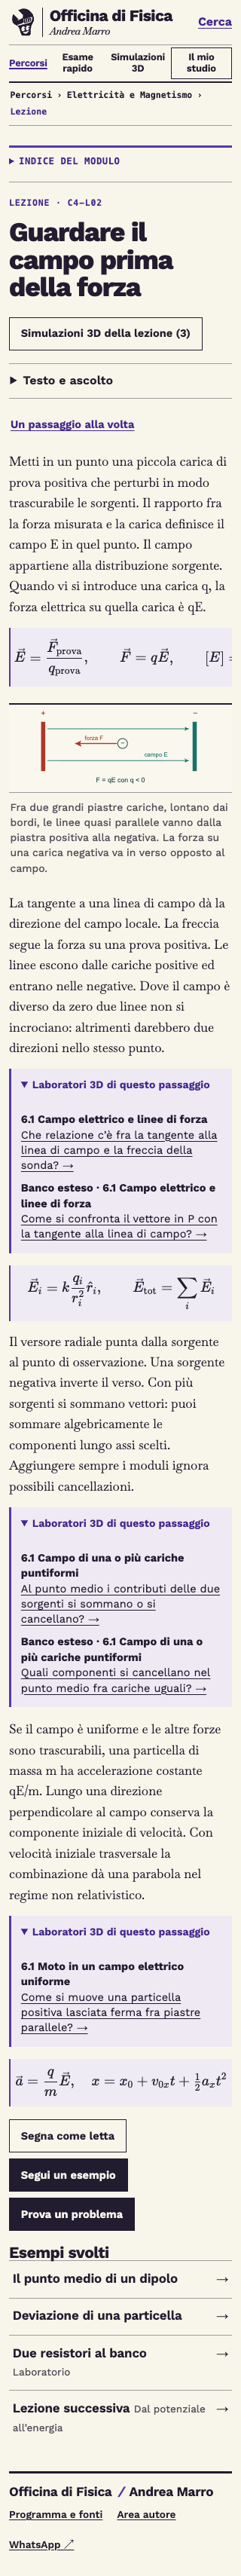 Officina di Fisica
Andrea Marro
Cerca
Percorsi
Esame rapido
Simulazioni 3D
Il mio studio
Percorsi › Elettricità e Magnetismo ›
Lezione
▶ INDICE DEL MODULO
LEZIONE · C4–L02
Guardare il
campo prima
della forza
Simulazioni 3D della lezione (3)
▶ Testo e ascolto
Un passaggio alla volta
Metti in un punto una piccola carica di
prova positiva che perturbi in modo
trascurabile le sorgenti. Il rapporto fra
la forza misurata e la carica definisce il
campo E in quel punto. Il campo
appartiene alla distribuzione sorgente.
Quando vi si introduce una carica q, la
forza elettrica su quella carica è qE.
E⃗ = F⃗prova / qprova, F⃗ = qE⃗, [E] =
+ −
forza F −
campo E
F = qE con q < 0
Fra due grandi piastre cariche, lontano dai
bordi, le linee quasi parallele vanno dalla
piastra positiva alla negativa. La forza su
una carica negativa va in verso opposto al
campo.
La tangente a una linea di campo dà la
direzione del campo locale. La freccia
segue la forza su una prova positiva. Le
linee escono dalle cariche positive ed
entrano nelle negative. Dove il campo è
diverso da zero due linee non si
incrociano: altrimenti darebbero due
direzioni nello stesso punto.
▼ Laboratori 3D di questo passaggio
6.1 Campo elettrico e linee di forza
Che relazione c’è fra la tangente alla
linea di campo e la freccia della
sonda? →
Banco esteso · 6.1 Campo elettrico e
linee di forza
Come si confronta il vettore in P con
la tangente alla linea di campo? →
E⃗i = k qi / ri² r̂i, E⃗tot = ∑i E⃗i
Il versore radiale punta dalla sorgente
al punto di osservazione. Una sorgente
negativa inverte il verso. Con più
sorgenti si sommano vettori: puoi
sommare algebricamente le
componenti lungo assi scelti.
Aggiungere sempre i moduli ignora
possibili cancellazioni.
▼ Laboratori 3D di questo passaggio
6.1 Campo di una o più cariche
puntiformi
Al punto medio i contributi delle due
sorgenti si sommano o si
cancellano? →
Banco esteso · 6.1 Campo di una o
più cariche puntiformi
Quali componenti si cancellano nel
punto medio fra cariche uguali? →
Se il campo è uniforme e le altre forze
sono trascurabili, una particella di
massa m ha accelerazione costante
qE/m. Lungo una direzione
perpendicolare al campo conserva la
componente iniziale di velocità. Con
velocità iniziale trasversale la
combinazione dà una parabola nel
regime non relativistico.
▼ Laboratori 3D di questo passaggio
6.1 Moto in un campo elettrico
uniforme
Come si muove una particella
positiva lasciata ferma fra piastre
parallele? →
a⃗ = q/m E⃗, x = x₀ + v₀ₓt + ½aₓt²
Segna come letta
Segui un esempio
Prova un problema
Esempi svolti
Il punto medio di un dipolo →
Deviazione di una particella →
Due resistori al banco →
Laboratorio
Lezione successiva Dal potenziale →
all’energia
Officina di Fisica / Andrea Marro
Programma e fonti Area autore
WhatsApp ↗